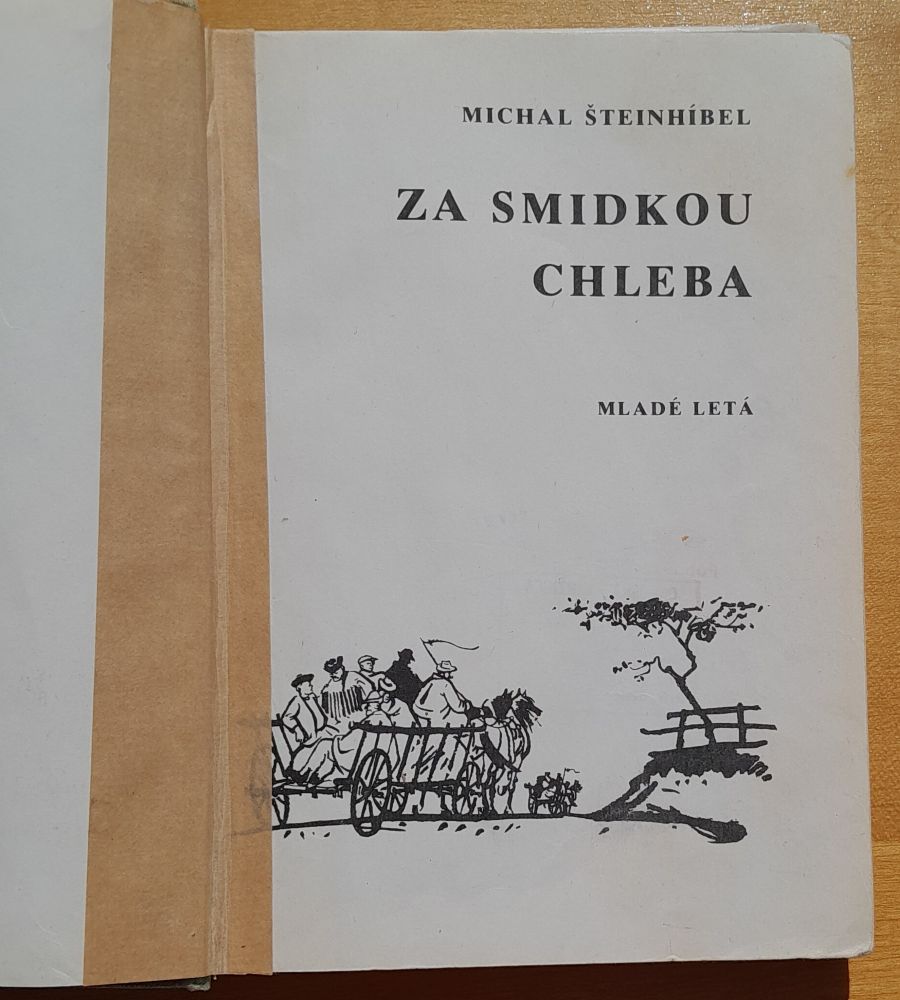 MICHAL ŠTEINHÍBEL
ZA SMIDKOU
CHLEBA
MLADÉ LETÁ